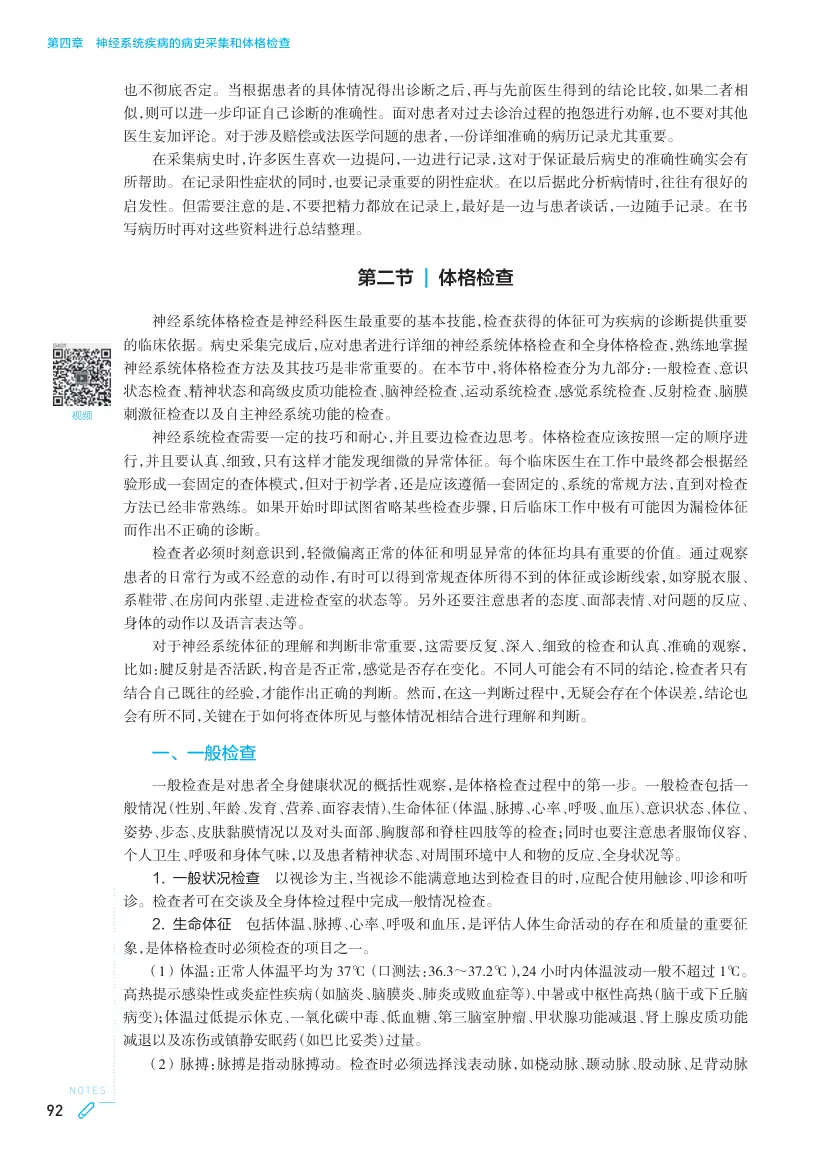 第四章 神经系统疾病的病史采集和体格检查
也不彻底否定。当根据患者的具体情况得出诊断之后,再与先前医生得到的结论比较,如果二者相
似,则可以进一步印证自己诊断的准确性。面对患者对过去诊治过程的抱怨进行劝解,也不要对其他
医生妄加评论。对于涉及赔偿或法医学问题的患者,一份详细准确的病历记录尤其重要。
在采集病史时,许多医生喜欢一边提问,一边进行记录,这对于保证最后病史的准确性确实会有
所帮助。在记录阳性症状的同时,也要记录重要的阴性症状。在以后据此分析病情时,往往有很好的
启发性。但需要注意的是,不要把精力都放在记录上,最好是一边与患者谈话,一边随手记录。在书
写病历时再对这些资料进行总结整理。
第二节 | 体格检查
神经系统体格检查是神经科医生最重要的基本技能,检查获得的体征可为疾病的诊断提供重要
的临床依据。病史采集完成后,应对患者进行详细的神经系统体格检查和全身体格检查,熟练地掌握
神经系统体格检查方法及其技巧是非常重要的。在本节中,将体格检查分为九部分:一般检查、意识
状态检查、精神状态和高级皮质功能检查、脑神经检查、运动系统检查、感觉系统检查、反射检查、脑膜
刺激征检查以及自主神经系统功能的检查。
视频
神经系统检查需要一定的技巧和耐心,并且要边检查边思考。体格检查应该按照一定的顺序进
行,并且要认真、细致,只有这样才能发现细微的异常体征。每个临床医生在工作中最终都会根据经
验形成一套固定的查体模式,但对于初学者,还是应该遵循一套固定的、系统的常规方法,直到对检查
方法已经非常熟练。如果开始时即试图省略某些检查步骤,日后临床工作中极有可能因为漏检体征
而作出不正确的诊断。
检查者必须时刻意识到,轻微偏离正常的体征和明显异常的体征均具有重要的价值。通过观察
患者的日常行为或不经意的动作,有时可以得到常规查体所得不到的体征或诊断线索,如穿脱衣服、
系鞋带、在房间内张望、走进检查室的状态等。另外还要注意患者的态度、面部表情、对问题的反应、
身体的动作以及语言表达等。
对于神经系统体征的理解和判断非常重要,这需要反复、深入、细致的检查和认真、准确的观察,
比如:腱反射是否活跃,构音是否正常,感觉是否存在变化。不同人可能会有不同的结论,检查者只有
结合自己既往的经验,才能作出正确的判断。然而,在这一判断过程中,无疑会存在个体误差,结论也
会有所不同,关键在于如何将查体所见与整体情况相结合进行理解和判断。
一、一般检查
一般检查是对患者全身健康状况的概括性观察,是体格检查过程中的第一步。一般检查包括一
般情况(性别、年龄、发育、营养、面容表情)、生命体征(体温、脉搏、心率、呼吸、血压)、意识状态、体位、
姿势、步态、皮肤黏膜情况以及对头面部、胸腹部和脊柱四肢等的检查;同时也要注意患者服饰仪容、
个人卫生、呼吸和身体气味,以及患者精神状态、对周围环境中人和物的反应、全身状况等。
1. 一般状况检查 以视诊为主,当视诊不能满意地达到检查目的时,应配合使用触诊、叩诊和听
诊。检查者可在交谈及全身体检过程中完成一般情况检查。
2. 生命体征 包括体温、脉搏、心率、呼吸和血压,是评估人体生命活动的存在和质量的重要征
象,是体格检查时必须检查的项目之一。
(1)体温:正常人体温平均为 37℃(口测法:36.3～37.2℃),24 小时内体温波动一般不超过 1℃。
高热提示感染性或炎症性疾病(如脑炎、脑膜炎、肺炎或败血症等)、中暑或中枢性高热(脑干或下丘脑
病变);体温过低提示休克、一氧化碳中毒、低血糖、第三脑室肿瘤、甲状腺功能减退、肾上腺皮质功能
减退以及冻伤或镇静安眠药(如巴比妥类)过量。
(2)脉搏:脉搏是指动脉搏动。检查时必须选择浅表动脉,如桡动脉、颞动脉、股动脉、足背动脉
NOTES
92